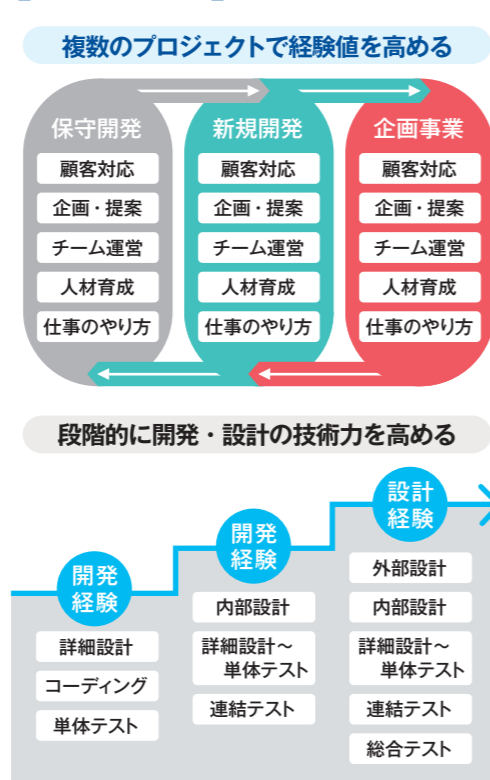 複数のプロジェクトで経験値を高める
保守開発
顧客対応
企画・提案
チーム運営
人材育成
仕事のやり方
新規開発
顧客対応
企画・提案
チーム運営
人材育成
仕事のやり方
企画事業
顧客対応
企画・提案
チーム運営
人材育成
仕事のやり方
段階的に開発・設計の技術力を高める
開発
経験
詳細設計
コーディング
単体テスト
開発
経験
内部設計
詳細設計〜
単体テスト
連結テスト
設計
経験
外部設計
内部設計
詳細設計〜
単体テスト
連結テスト
総合テスト